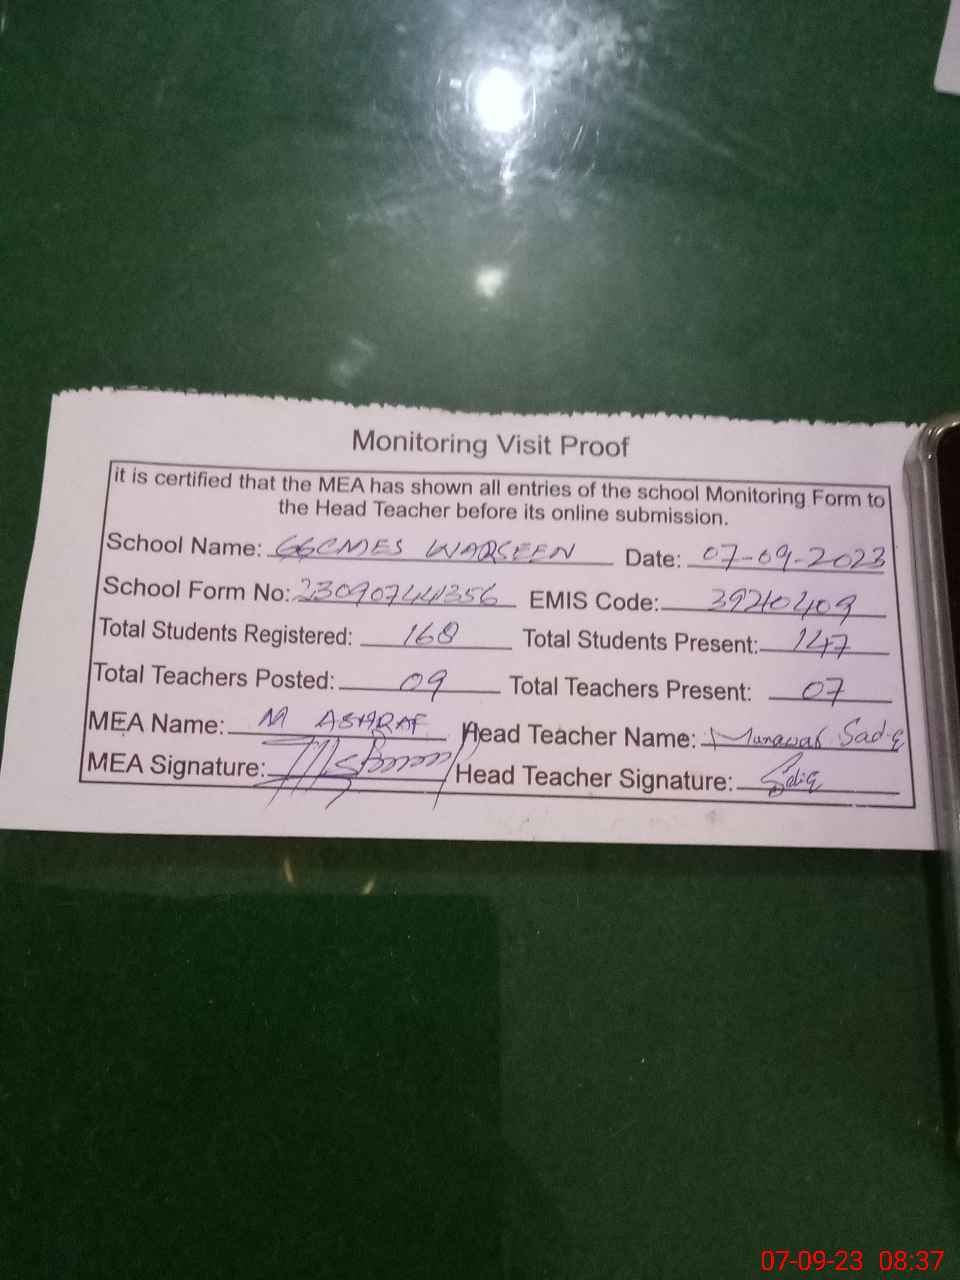 Monitoring Visit Proof
it is certified that the MEA has shown all entries of the school Monitoring Form to
the Head Teacher before its online submission.
School Name: GGCMES WARSEEN Date: 07-09-2023
School Form No: 230907441356 EMIS Code: 39210409
Total Students Registered: 168 Total Students Present: 147
Total Teachers Posted: 09 Total Teachers Present: 07
MEA Name: M ASHRAF Head Teacher Name: Munawar Sadiq
MEA Signature: Head Teacher Signature: Sadiq
07-09-23 08:37